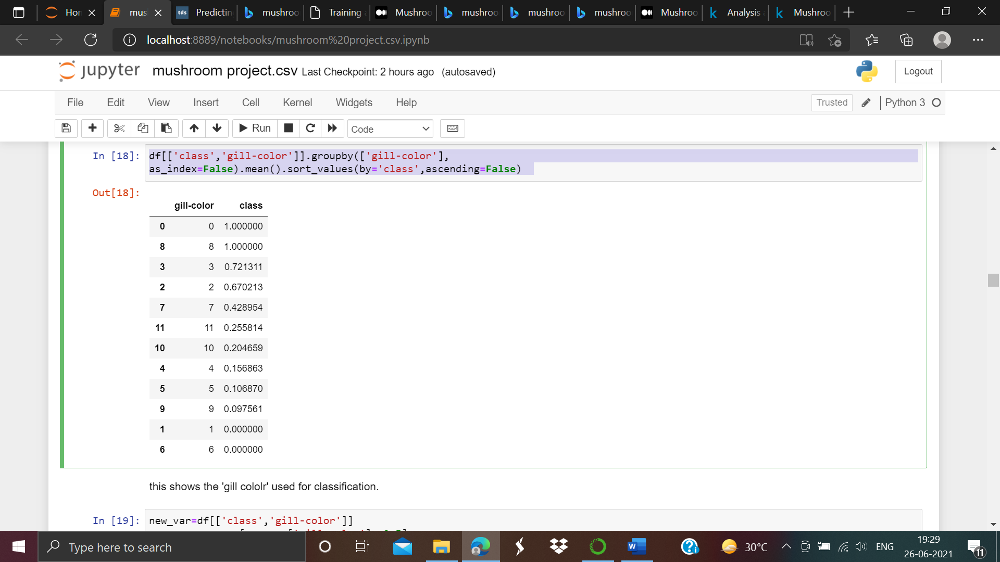 Hor
mus
tds Predictin
mushroo
Training
Mushroo
mushroo
mushroo
mushroo
Mushroo
Analysis
Mushroo
localhost:8889/notebooks/mushroom%20project.csv.ipynb
jupyter mushroom project.csv Last Checkpoint: 2 hours ago (autosaved)
Logout
File Edit View Insert Cell Kernel Widgets Help
Trusted Python 3
Run Code
In [18]: df[['class','gill-color']].groupby(['gill-color'],
as_index=False).mean().sort_values(by='class',ascending=False)
Out[18]:
gill-color class
0 0 1.000000
8 8 1.000000
3 3 0.721311
2 2 0.670213
7 7 0.428954
11 11 0.255814
10 10 0.204659
4 4 0.156863
5 5 0.106870
9 9 0.097561
1 1 0.000000
6 6 0.000000
this shows the 'gill cololr' used for classification.
In [19]: new_var=df[['class','gill-color']]
Type here to search
30°C
ENG
19:29
26-06-2021
11